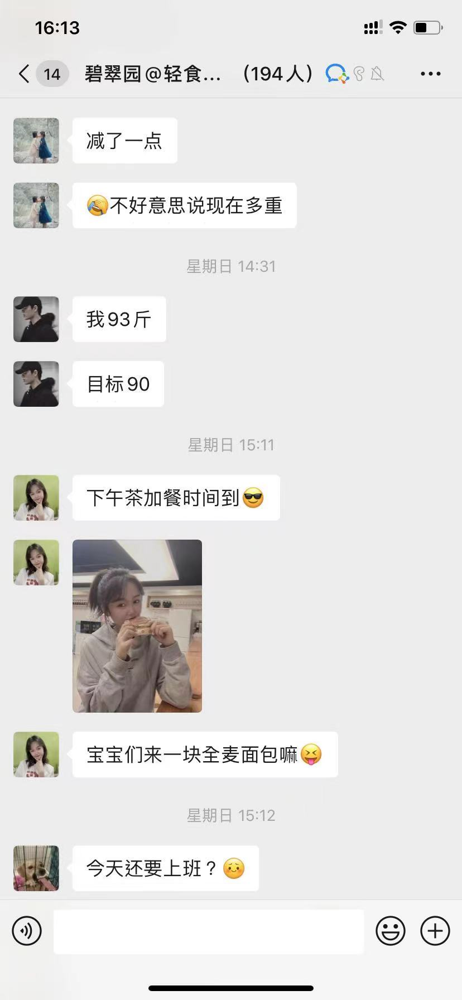 16:13
14 碧翠园@轻食... （194人）
减了一点
🤣不好意思说现在多重
星期日 14:31
我93斤
目标90
星期日 15:11
下午茶加餐时间到😎
宝宝们来一块全麦面包嘛😝
星期日 15:12
今天还要上班？☺️